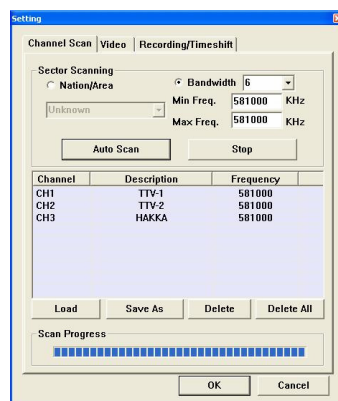 Setting
Channel Scan Video Recording/Timeshift
Sector Scanning
Nation/Area
Bandwidth 6
Unknown
Min Freq. 581000 KHz
Max Freq. 581000 KHz
Auto Scan Stop
Channel Description Frequency
CH1 TTV-1 581000
CH2 TTV-2 581000
CH3 HAKKA 581000
Load Save As Delete Delete All
Scan Progress
OK Cancel